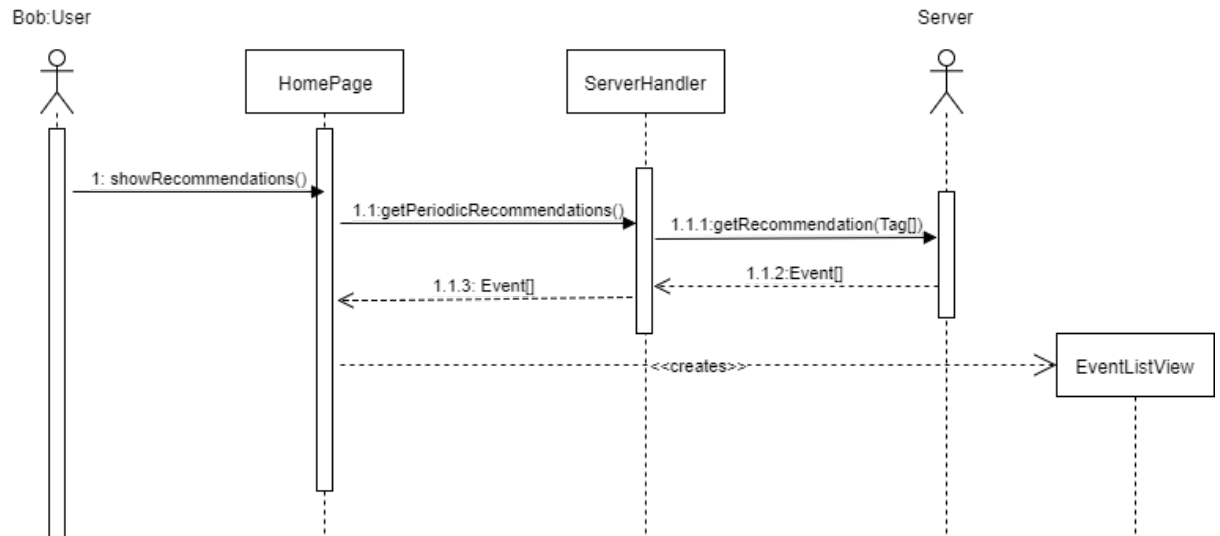 Bob:User
Server
HomePage
ServerHandler
1: showRecommendations()
1.1:getPeriodicRecommendations()
1.1.1:getRecommendation(Tag[])
1.1.2:Event[]
1.1.3: Event[]
<<creates>>
EventListView